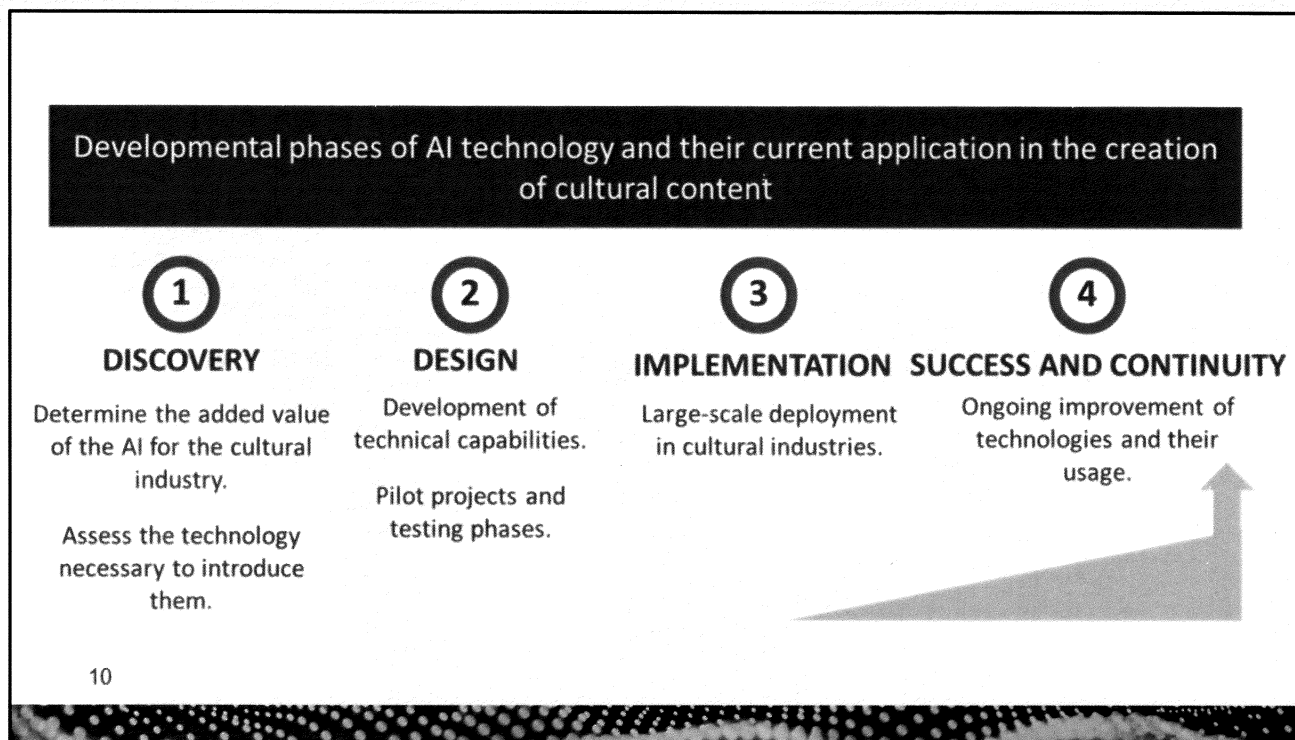 Developmental phases of AI technology and their current application in the creation
of cultural content
1
DISCOVERY
Determine the added value
of the AI for the cultural
industry.
Assess the technology
necessary to introduce
them.
2
DESIGN
Development of
technical capabilities.
Pilot projects and
testing phases.
3
IMPLEMENTATION
Large-scale deployment
in cultural industries.
4
SUCCESS AND CONTINUITY
Ongoing improvement of
technologies and their
usage.
10